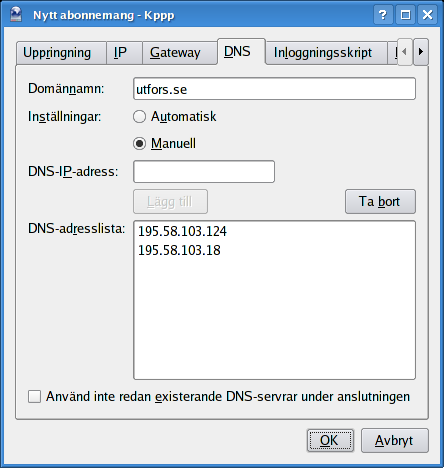 Nytt abonnemang - Kppp
Uppringning IP Gateway DNS Inloggningsskript
Domännamn: utfors.se
Inställningar: Automatisk
Manuell
DNS-IP-adress:
Lägg till Ta bort
DNS-adresslista: 195.58.103.124
195.58.103.18
Använd inte redan existerande DNS-servrar under anslutningen
OK Avbryt